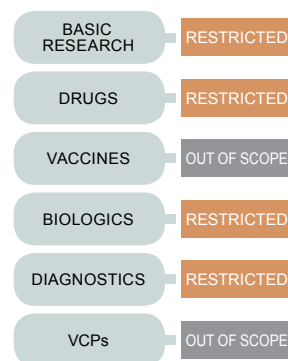 BASIC
RESEARCH
RESTRICTED
DRUGS
RESTRICTED
VACCINES
OUT OF SCOPE
BIOLOGICS
RESTRICTED
DIAGNOSTICS
RESTRICTED
VCPs
OUT OF SCOPE